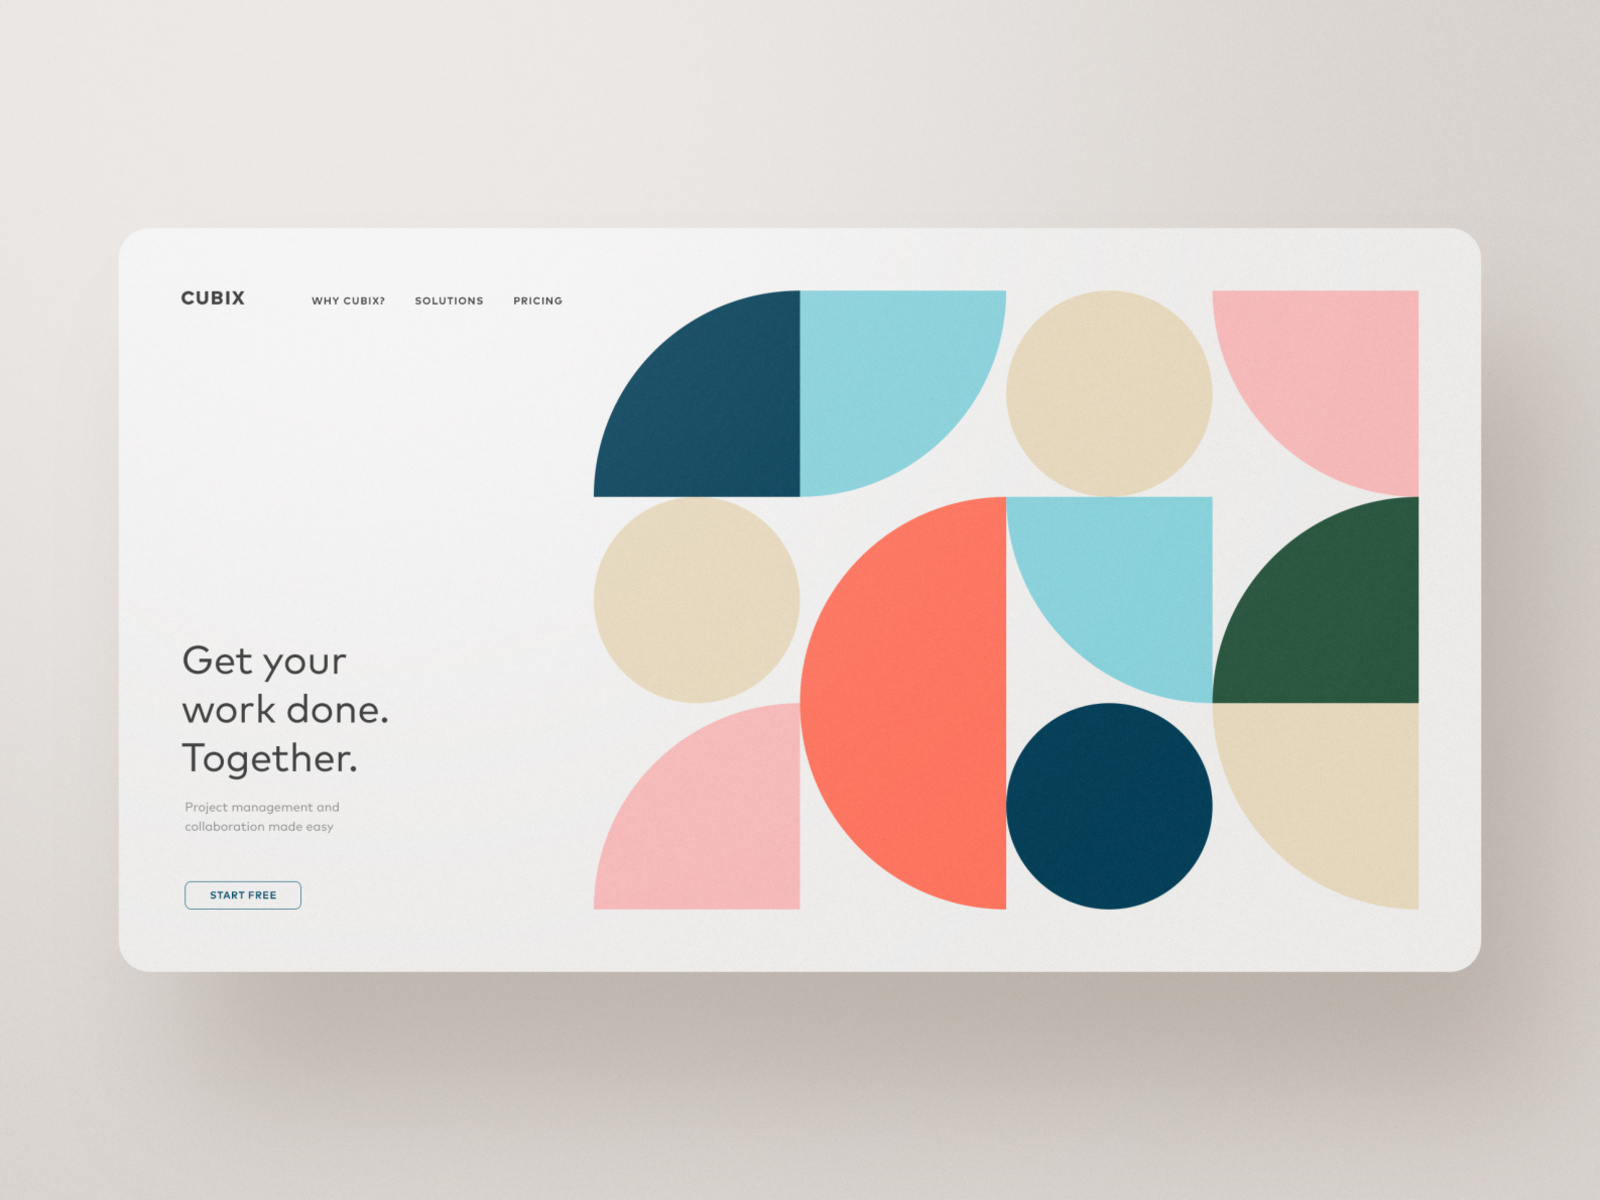 CUBIX
WHY CUBIX? SOLUTIONS PRICING
Get your
work done.
Together.
Project management and
collaboration made easy
START FREE